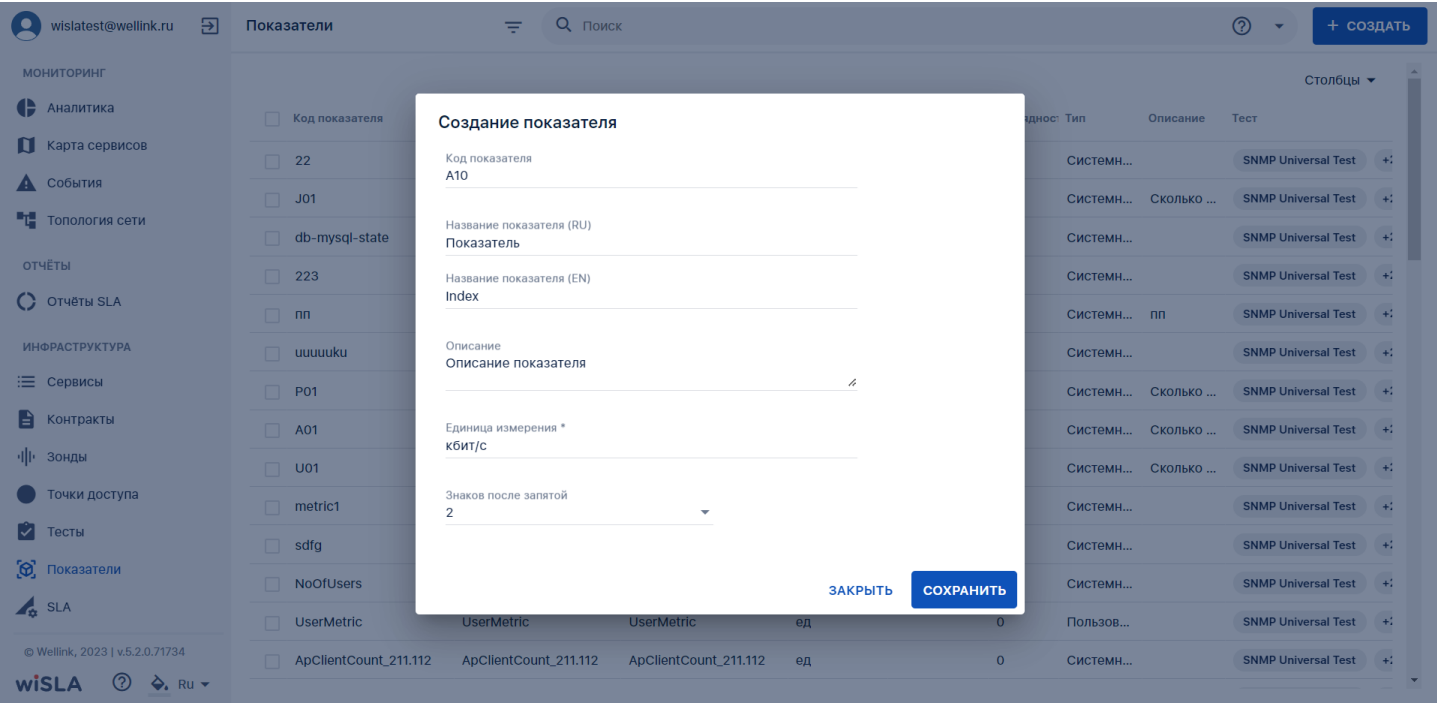 wislatest@wellink.ru
Показатели
Поиск
+ СОЗДАТЬ
МОНИТОРИНГ
Аналитика
Карта сервисов
События
Топология сети
ОТЧЁТЫ
Отчёты SLA
ИНФРАСТРУКТУРА
Сервисы
Контракты
Зонды
Точки доступа
Тесты
Показатели
SLA
© Wellink, 2023 | v.5.2.0.71734
wiSLA
Ru
Столбцы
Код показателя Тип Описание Тест
22 Системн... SNMP Universal Test
J01 Системн... Сколько ... SNMP Universal Test
db-mysql-state Системн... SNMP Universal Test
223 Системн... SNMP Universal Test
пп Системн... пп SNMP Universal Test
uuuuuku Системн... SNMP Universal Test
P01 Системн... Сколько ... SNMP Universal Test
A01 Системн... Сколько ... SNMP Universal Test
U01 Системн... Сколько ... SNMP Universal Test
metric1 Системн... SNMP Universal Test
sdfg Системн... SNMP Universal Test
NoOfUsers Системн... SNMP Universal Test
UserMetric UserMetric UserMetric ед 0 Пользов... SNMP Universal Test
ApClientCount_211.112 ApClientCount_211.112 ApClientCount_211.112 ед 0 Системн... SNMP Universal Test
Создание показателя
Код показателя
A10
Название показателя (RU)
Показатель
Название показателя (EN)
Index
Описание
Описание показателя
Единица измерения *
кбит/с
Знаков после запятой
2
ЗАКРЫТЬ
СОХРАНИТЬ